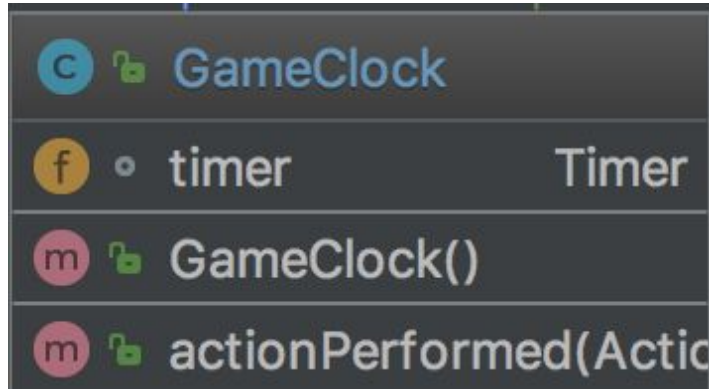 C GameClock
f timer Timer
m GameClock()
m actionPerformed(Actic